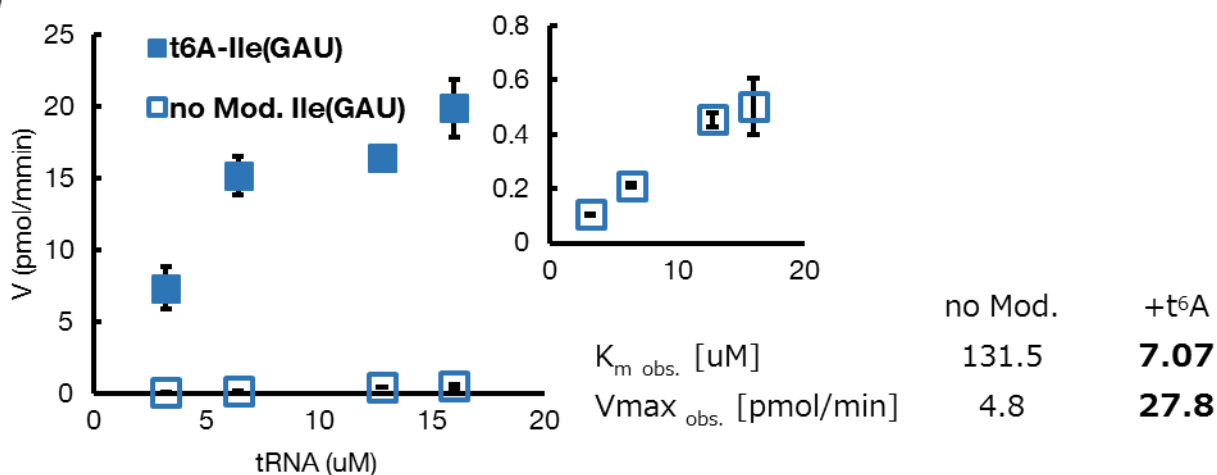 25
20
15
10
5
0
0 5 10 15 20
V (pmol/mmin)
tRNA (uM)
t6A-Ile(GAU)
no Mod. Ile(GAU)
0.8
0.6
0.4
0.2
0
0 10 20
no Mod. +t⁶A
Km obs. [uM] 131.5 7.07
Vmax obs. [pmol/min] 4.8 27.8